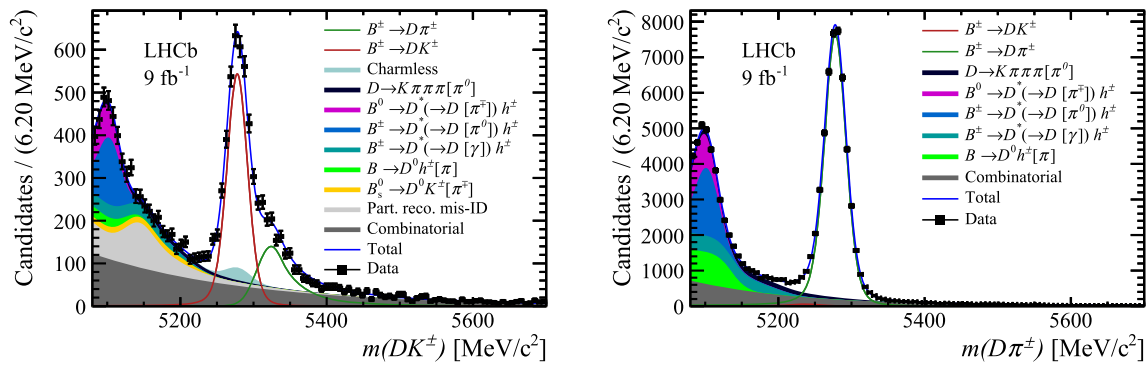 Candidates / (6.20 MeV/c²)
600
500
400
300
200
100
0
LHCb
9 fb⁻¹
B±→Dπ±
B±→DK±
Charmless
D→Kπππ[π⁰]
B⁰→D*(→D [π∓]) h±
B±→D*(→D [π⁰]) h±
B±→D*(→D [γ]) h±
B→D⁰h±[π]
B⁰ₛ→D⁰K±[π∓]
Part. reco. mis-ID
Combinatorial
Total
Data
5200 5400 5600
m(DK±) [MeV/c²]
Candidates / (6.20 MeV/c²)
8000
7000
6000
5000
4000
3000
2000
1000
0
LHCb
9 fb⁻¹
B±→DK±
B±→Dπ±
D→Kπππ[π⁰]
B⁰→D*(→D [π∓]) h±
B±→D*(→D [π⁰]) h±
B±→D*(→D [γ]) h±
B→D⁰h±[π]
Combinatorial
Total
Data
5200 5400 5600
m(Dπ±) [MeV/c²]